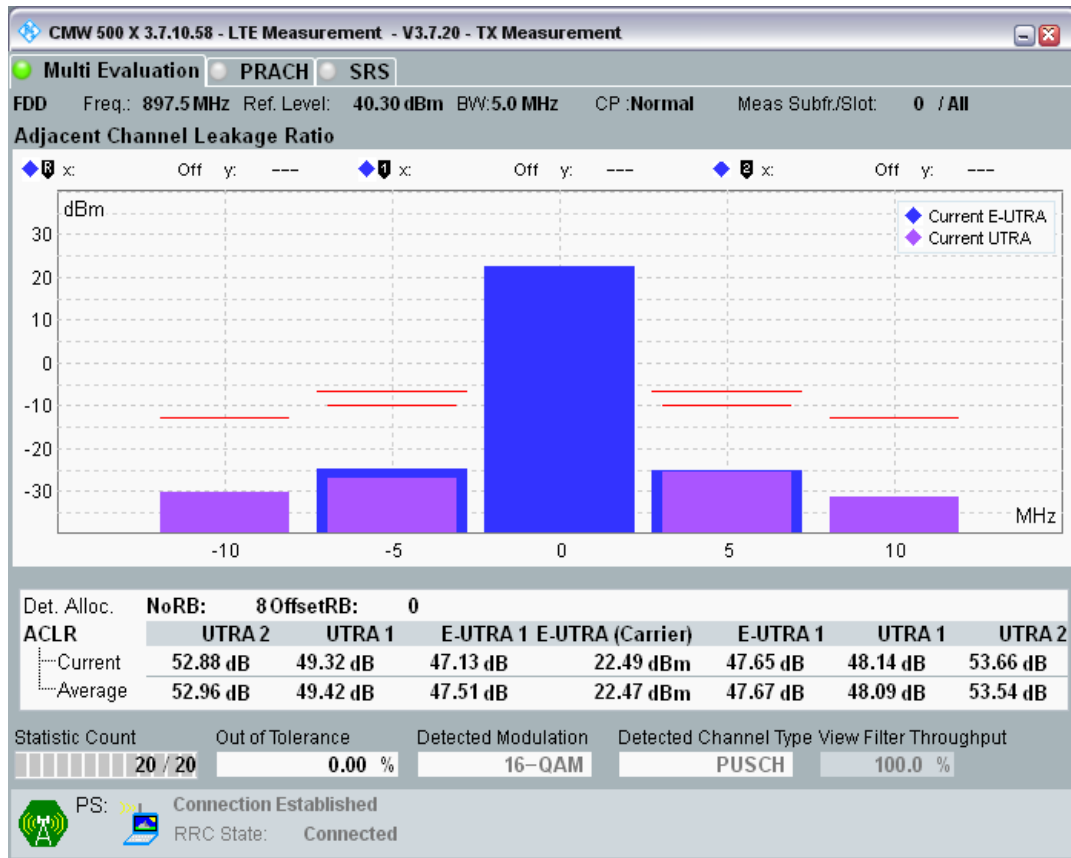 CMW 500 X 3.7.10.58 - LTE Measurement - V3.7.20 - TX Measurement
Multi Evaluation PRACH SRS
FDD Freq.: 897.5 MHz Ref. Level: 40.30 dBm BW:5.0 MHz CP :Normal Meas Subfr./Slot: 0 / All
Adjacent Channel Leakage Ratio
R x: Off y: --- 1 x: Off y: --- 2 x: Off y: ---
dBm
Current E-UTRA
Current UTRA
30
20
10
0
-10
-20
-30
MHz
-10 -5 0 5 10
Det. Alloc. NoRB: 8 OffsetRB: 0
ACLR UTRA 2 UTRA 1 E-UTRA 1 E-UTRA (Carrier) E-UTRA 1 UTRA 1 UTRA 2
Current 52.88 dB 49.32 dB 47.13 dB 22.49 dBm 47.65 dB 48.14 dB 53.66 dB
Average 52.96 dB 49.42 dB 47.51 dB 22.47 dBm 47.67 dB 48.09 dB 53.54 dB
Statistic Count Out of Tolerance Detected Modulation Detected Channel Type View Filter Throughput
20 / 20 0.00 % 16-QAM PUSCH 100.0 %
PS: Connection Established
RRC State: Connected